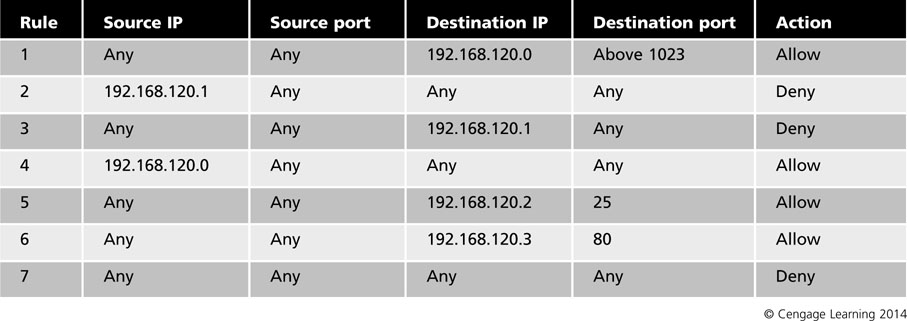 Rule Source IP Source port Destination IP Destination port Action
1 Any Any 192.168.120.0 Above 1023 Allow
2 192.168.120.1 Any Any Any Deny
3 Any Any 192.168.120.1 Any Deny
4 192.168.120.0 Any Any Any Allow
5 Any Any 192.168.120.2 25 Allow
6 Any Any 192.168.120.3 80 Allow
7 Any Any Any Any Deny
© Cengage Learning 2014